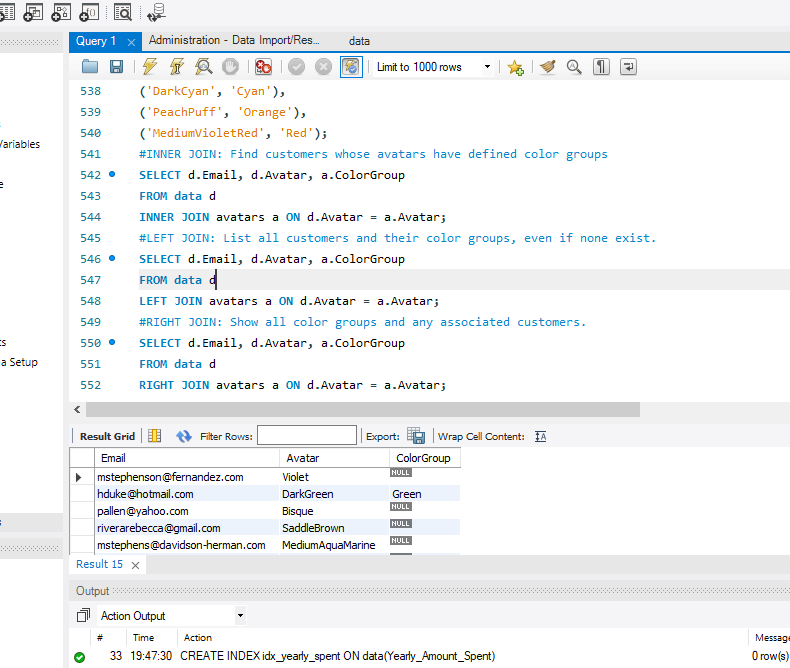 Query 1
Administration - Data Import/Res...
data
Limit to 1000 rows
538 ('DarkCyan', 'Cyan'),
539 ('PeachPuff', 'Orange'),
540 ('MediumVioletRed', 'Red');
541 #INNER JOIN: Find customers whose avatars have defined color groups
542 SELECT d.Email, d.Avatar, a.ColorGroup
543 FROM data d
544 INNER JOIN avatars a ON d.Avatar = a.Avatar;
545 #LEFT JOIN: List all customers and their color groups, even if none exist.
546 SELECT d.Email, d.Avatar, a.ColorGroup
547 FROM data d
548 LEFT JOIN avatars a ON d.Avatar = a.Avatar;
549 #RIGHT JOIN: Show all color groups and any associated customers.
550 SELECT d.Email, d.Avatar, a.ColorGroup
551 FROM data d
552 RIGHT JOIN avatars a ON d.Avatar = a.Avatar;
Variables
e
ts
a Setup
s
Result Grid Filter Rows: Export: Wrap Cell Content:
Email Avatar ColorGroup
mstephenson@fernandez.com Violet NULL
hduke@hotmail.com DarkGreen Green
pallen@yahoo.com Bisque NULL
riverarebecca@gmail.com SaddleBrown NULL
mstephens@davidson-herman.com MediumAquaMarine NULL
Result 15
Output
Action Output
# Time Action Message
33 19:47:30 CREATE INDEX idx_yearly_spent ON data(Yearly_Amount_Spent) 0 row(s)